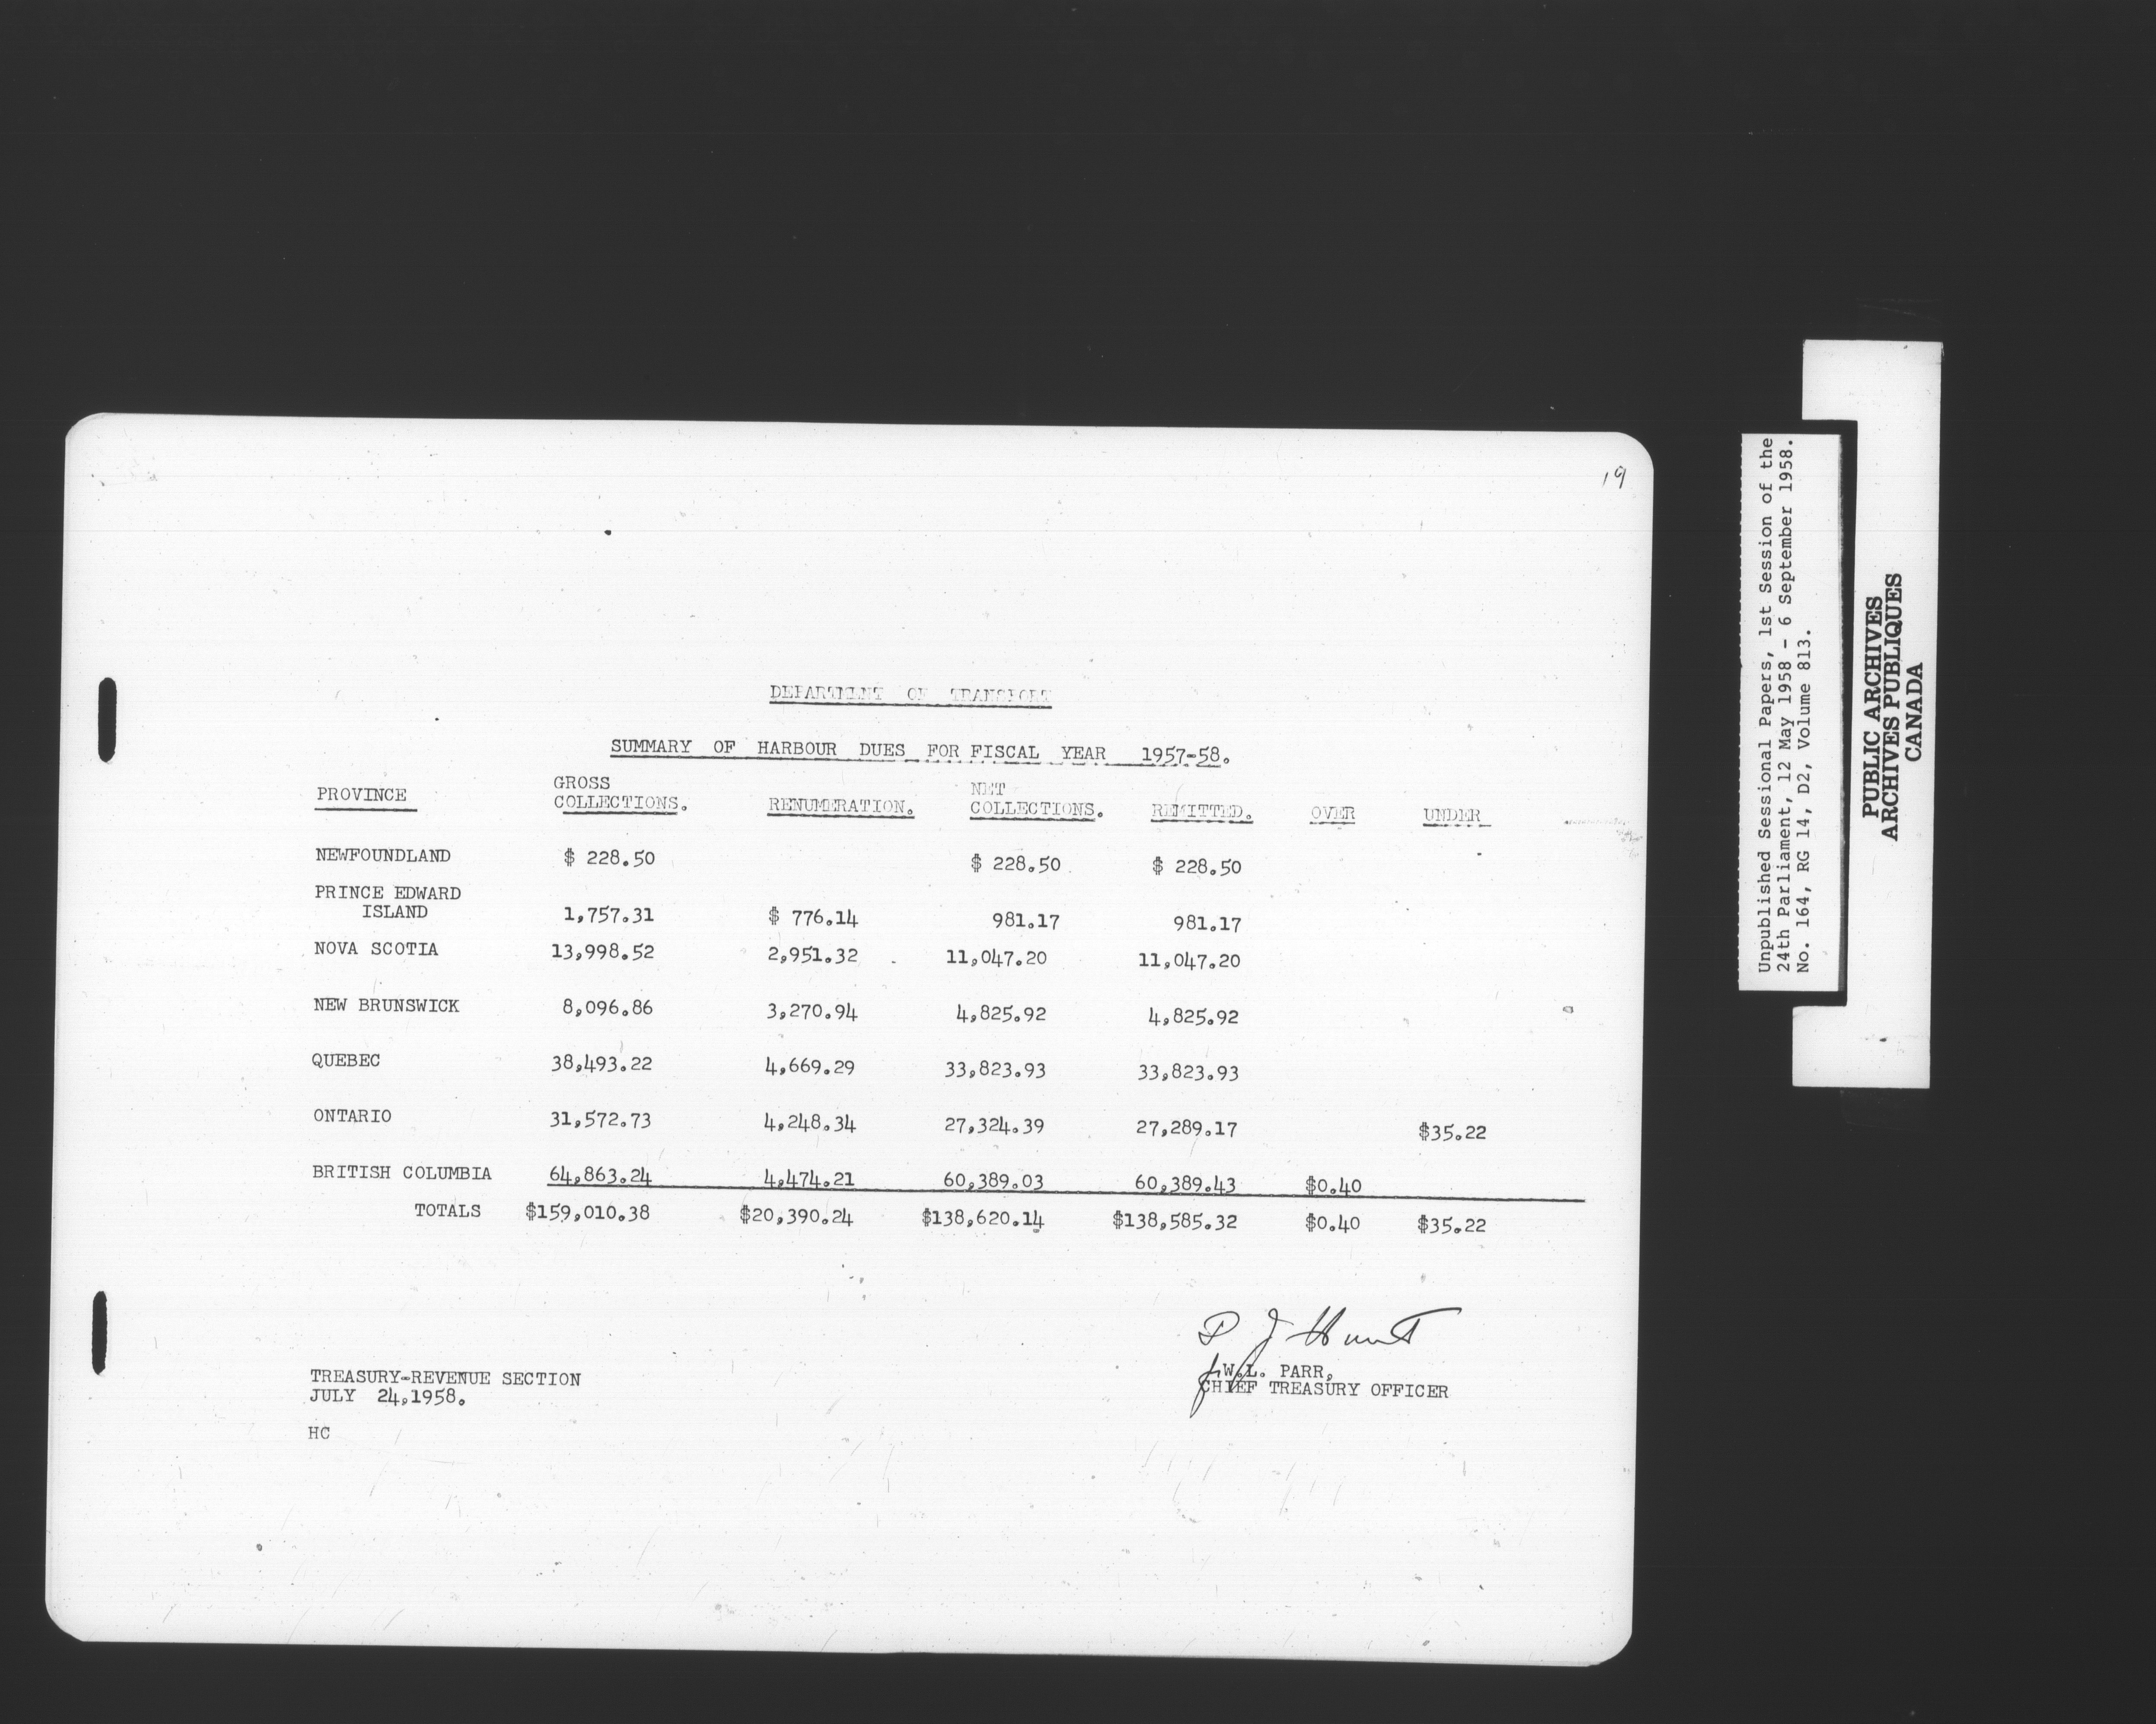 19
DEPARTMENT OF TRANSPORT
SUMMARY OF HARBOUR DUES FOR FISCAL YEAR 1957-58.
PROVINCE GROSS COLLECTIONS. RENUMERATION. NET COLLECTIONS. REMITTED. OVER UNDER
NEWFOUNDLAND $ 228.50 $ 228.50 $ 228.50
PRINCE EDWARD
ISLAND 1,757.31 $ 776.14 981.17 981.17
NOVA SCOTIA 13,998.52 2,951.32 11,047.20 11,047.20
NEW BRUNSWICK 8,096.86 3,270.94 4,825.92 4,825.92
QUEBEC 38,493.22 4,669.29 33,823.93 33,823.93
ONTARIO 31,572.73 4,248.34 27,324.39 27,289.17 $35.22
BRITISH COLUMBIA 64,863.24 4,474.21 60,389.03 60,389.43 $0.40
TOTALS $159,010.38 $20,390.24 $138,620.14 $138,585.32 $0.40 $35.22
P J Hunt
W.L. PARR,
CHIEF TREASURY OFFICER
TREASURY-REVENUE SECTION
JULY 24,1958.
HC
Unpublished Sessional Papers, 1st Session of the
24th Parliament, 12 May 1958 - 6 September 1958.
No. 164, RG 14, D2, Volume 813.
PUBLIC ARCHIVES
ARCHIVES PUBLIQUES
CANADA